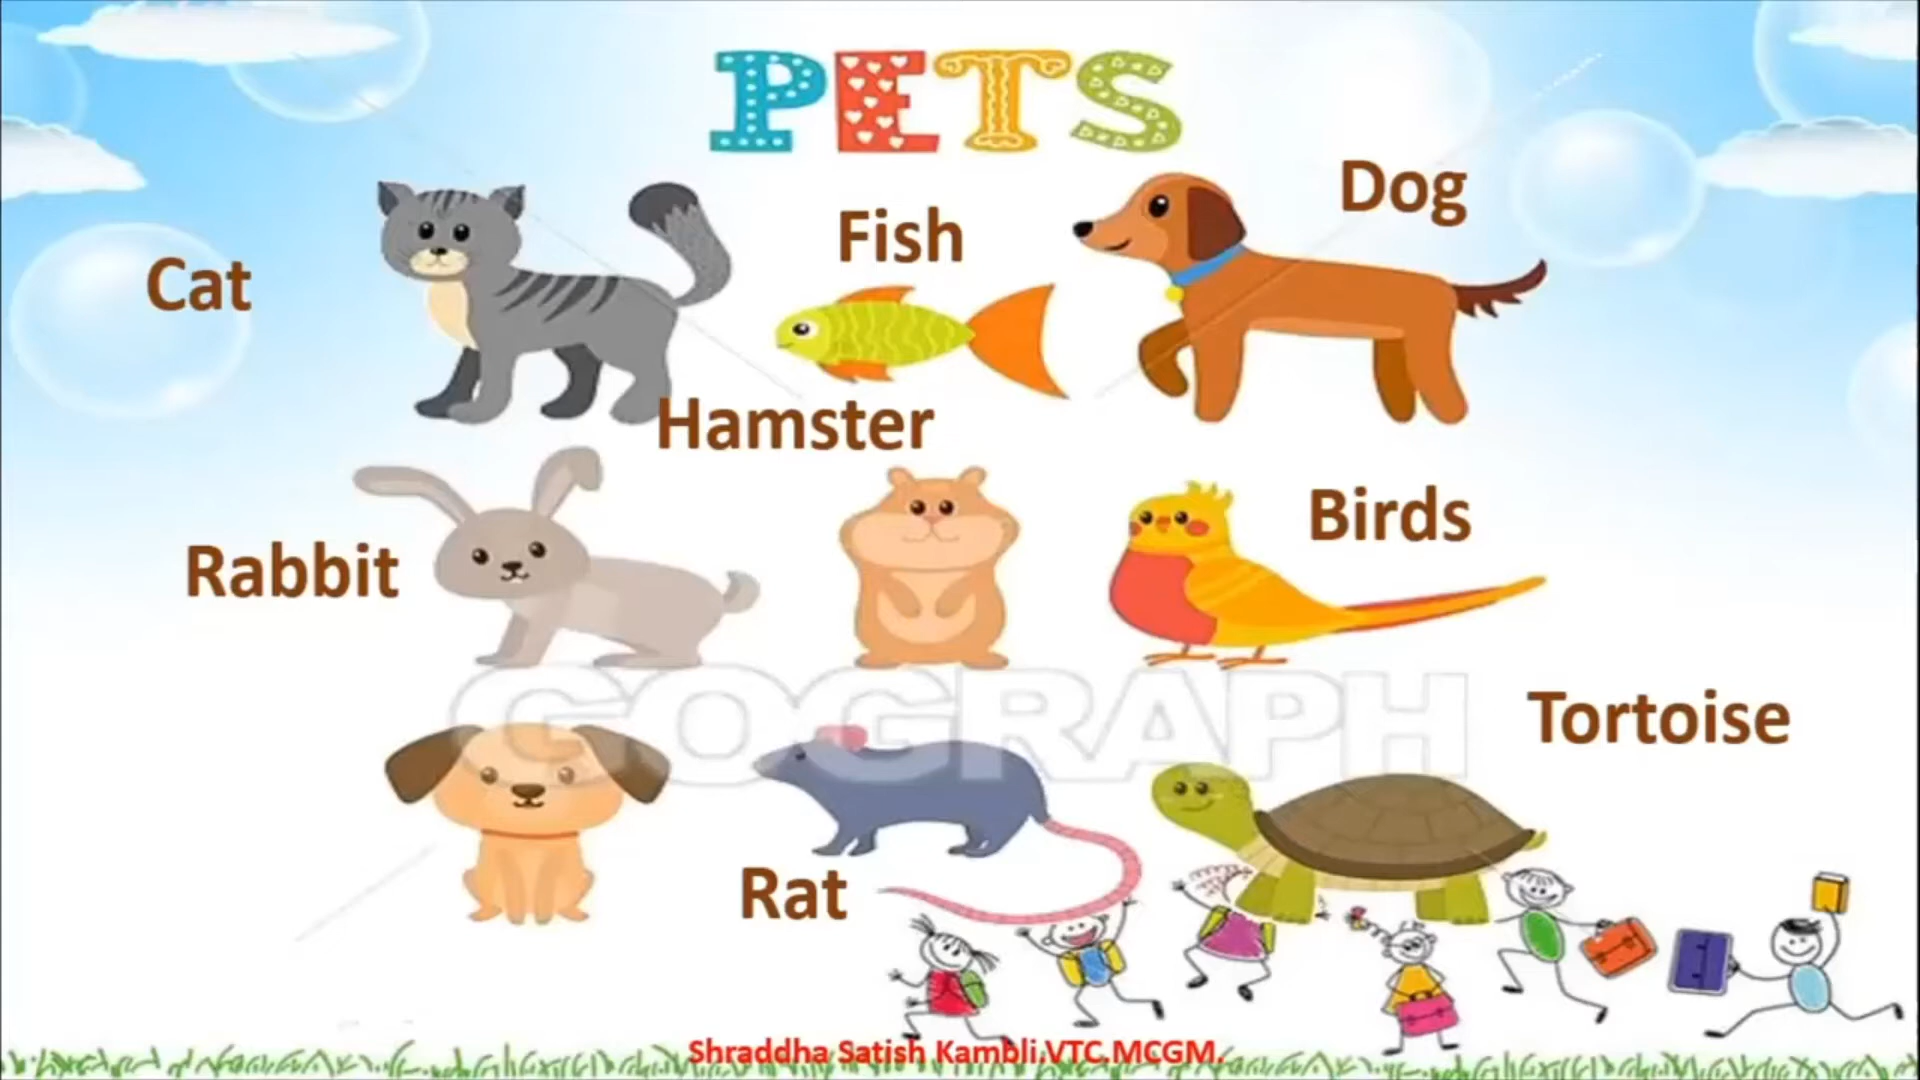 PETS
Dog
Fish
Cat
Hamster
Birds
Rabbit
GOGRAPH
Tortoise
Rat
Shraddha Satish Kambli,VTC,MCGM.